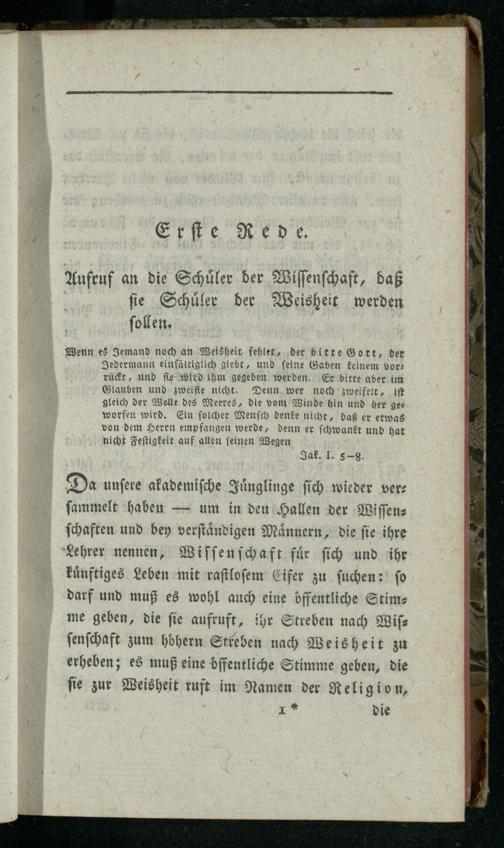 Erste Rede.
Aufruf an die Schüler der Wissenschaft, daß
sie Schüler der Weisheit werden
sollen.
Wenn es Jemand noch an Weisheit fehlet, der bitte Gott, der
Jedermann einfältiglich giebt, und seine Gaben keinem vor-
rückt, und sie wird ihm gegeben werden. Er bitte aber im
Glauben und zweifle nicht. Denn wer noch zweifelt, ist
gleich der Welle des Meeres, die vom Winde hin und her ge-
worfen wird. Ein solcher Mensch denke nicht, daß er etwas
von dem Herrn empfangen werde, denn er schwankt und hat
nicht Festigkeit auf allen seinen Wegen
Jak. I. 5-8.
Da unsere akademische Jünglinge sich wieder ver-
sammelt haben — um in den Hallen der Wissen-
schaften und bey verständigen Männern, die sie ihre
Lehrer nennen, Wissenschaft für sich und ihr
künftiges Leben mit rastlosem Eifer zu suchen: so
darf und muß es wohl auch eine öffentliche Stim-
me geben, die sie aufruft, ihr Streben nach Wis-
senschaft zum höhern Streben nach Weisheit zu
erheben; es muß eine öffentliche Stimme geben, die
sie zur Weisheit ruft im Namen der Religion,
1 *
die